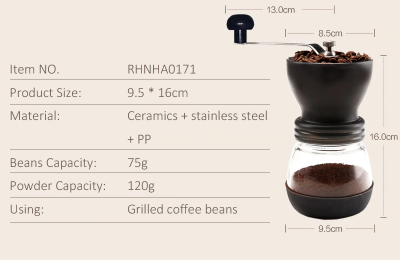 13.0cm
8.5cm
Item NO. RHNHA0171
Product Size: 9.5 * 16cm
Material: Ceramics + stainless steel
+ PP
16.0cm
Beans Capacity: 75g
Powder Capacity: 120g
Using: Grilled coffee beans
9.5cm